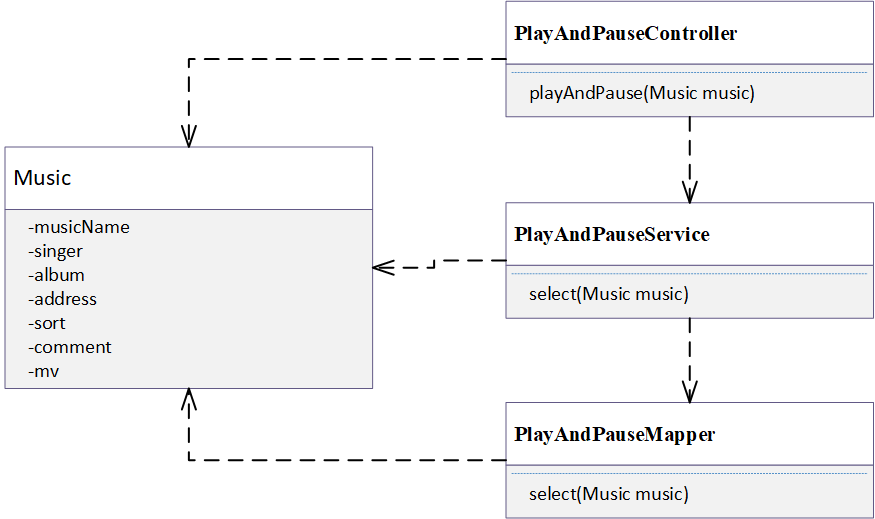 PlayAndPauseController
playAndPause(Music music)
Music
-musicName
-singer
-album
-address
-sort
-comment
-mv
PlayAndPauseService
select(Music music)
PlayAndPauseMapper
select(Music music)